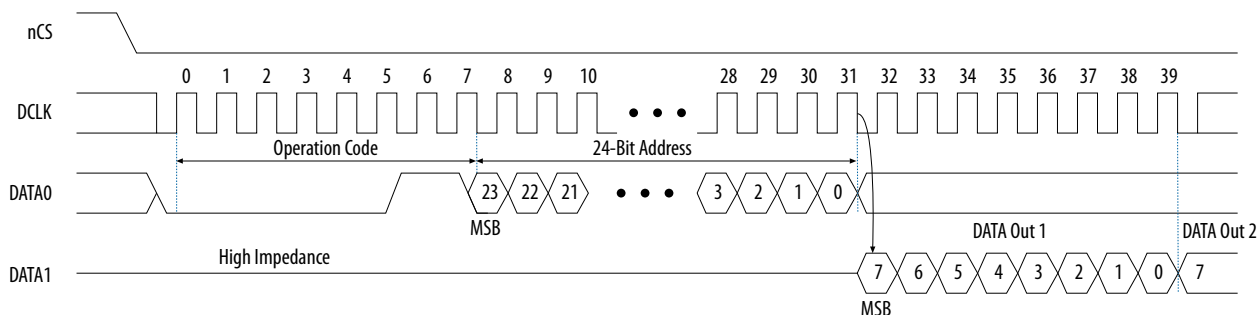 nCS
0 1 2 3 4 5 6 7 8 9 10 28 29 30 31 32 33 34 35 36 37 38 39
DCLK
Operation Code 24-Bit Address
DATA0 23 22 21 3 2 1 0
MSB DATA Out 1 DATA Out 2
High Impedance
DATA1 7 6 5 4 3 2 1 0 7
MSB